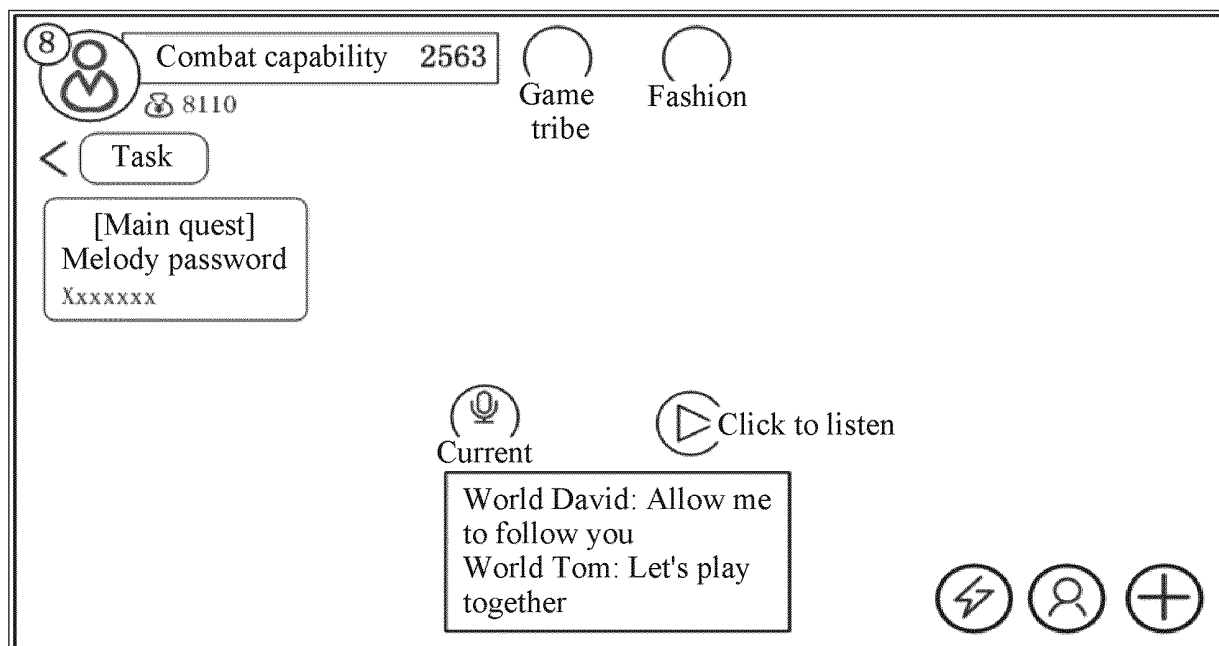 8
Combat capability 2563
8110
Game
tribe
Fashion
Task
[Main quest]
Melody password
Xxxxxxx
Current
Click to listen
World David: Allow me
to follow you
World Tom: Let's play
together